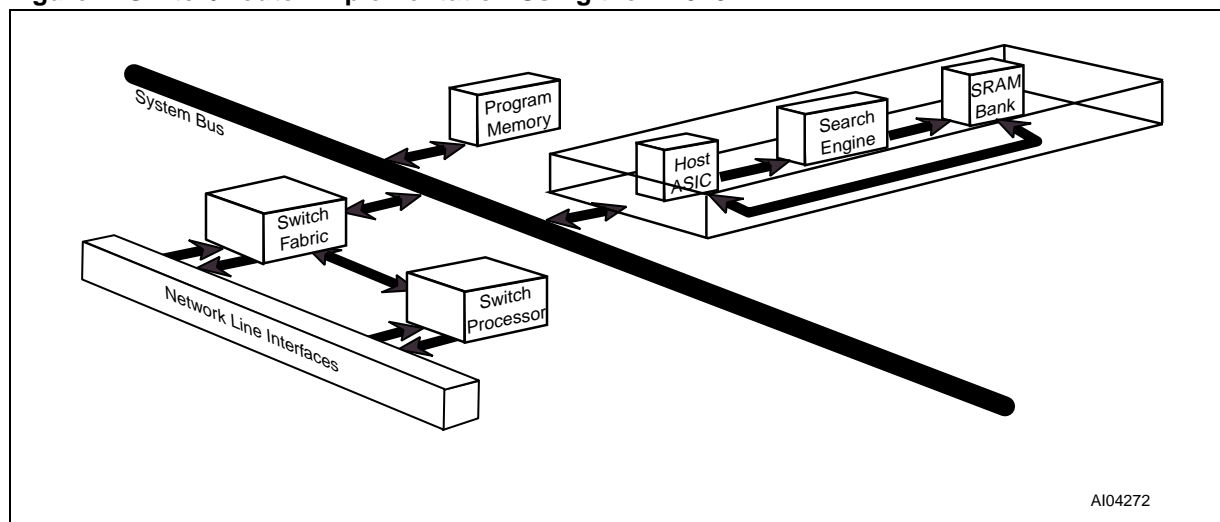 System Bus
Program
Memory
SRAM
Bank
Search
Engine
Host
ASIC
Switch
Fabric
Switch
Processor
Network Line Interfaces
AI04272